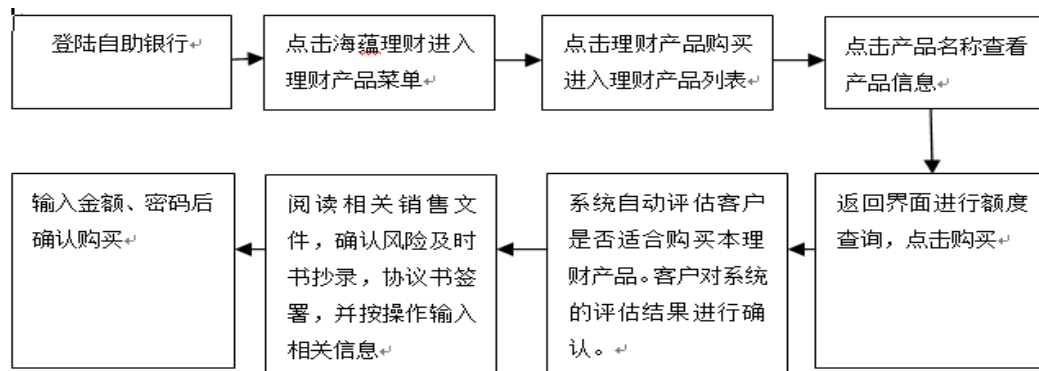 登陆自助银行
点击海蕴理财进入
理财产品菜单
点击理财产品购买
进入理财产品列表
点击产品名称查看
产品信息
返回界面进行额度
查询，点击购买
系统自动评估客户
是否适合购买本理
财产品。客户对系统
的评估结果进行确
认。
阅读相关销售文
件，确认风险及时
书抄录，协议书签
署，并按操作输入
相关信息
输入金额、密码后
确认购买